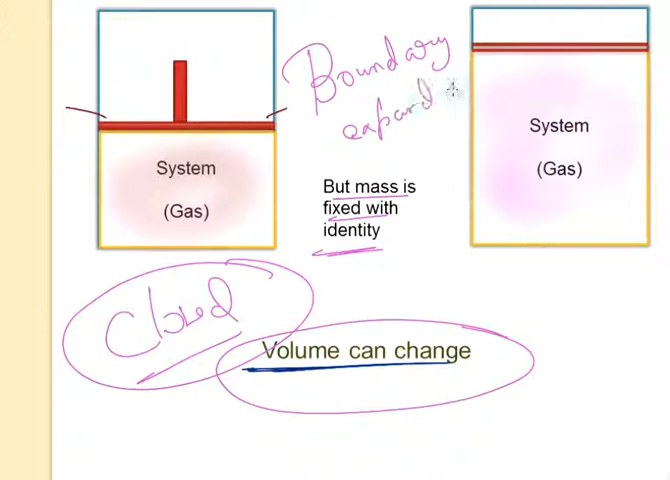 Boundary
expand
System
(Gas)
But mass is
fixed with
identity
System
(Gas)
Closed
Volume can change